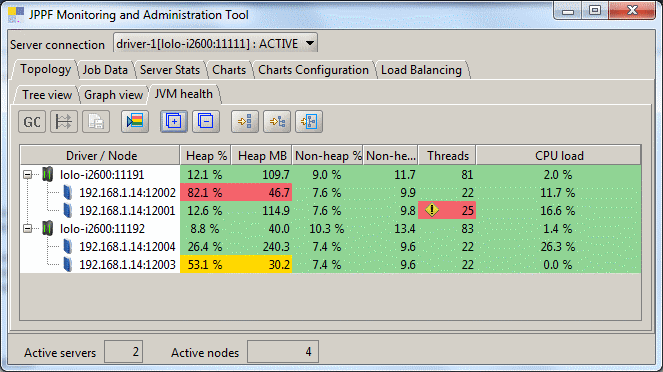 JPPF Monitoring and Administration Tool
Server connection driver-1[lolo-i2600:11111] : ACTIVE
Topology Job Data Server Stats Charts Charts Configuration Load Balancing
Tree view Graph view JVM health
GC
Driver / Node Heap % Heap MB Non-heap % Non-he... Threads CPU load
lolo-i2600:11191 12.1 % 109.7 9.0 % 11.7 81 2.0 %
192.168.1.14:12002 82.1 % 46.7 7.6 % 9.9 22 11.7 %
192.168.1.14:12001 12.6 % 114.9 7.6 % 9.8 25 16.6 %
lolo-i2600:11192 8.8 % 40.0 10.3 % 13.4 83 1.4 %
192.168.1.14:12004 26.4 % 240.3 7.4 % 9.6 22 26.3 %
192.168.1.14:12003 53.1 % 30.2 7.4 % 9.6 22 0.0 %
Active servers 2 Active nodes 4